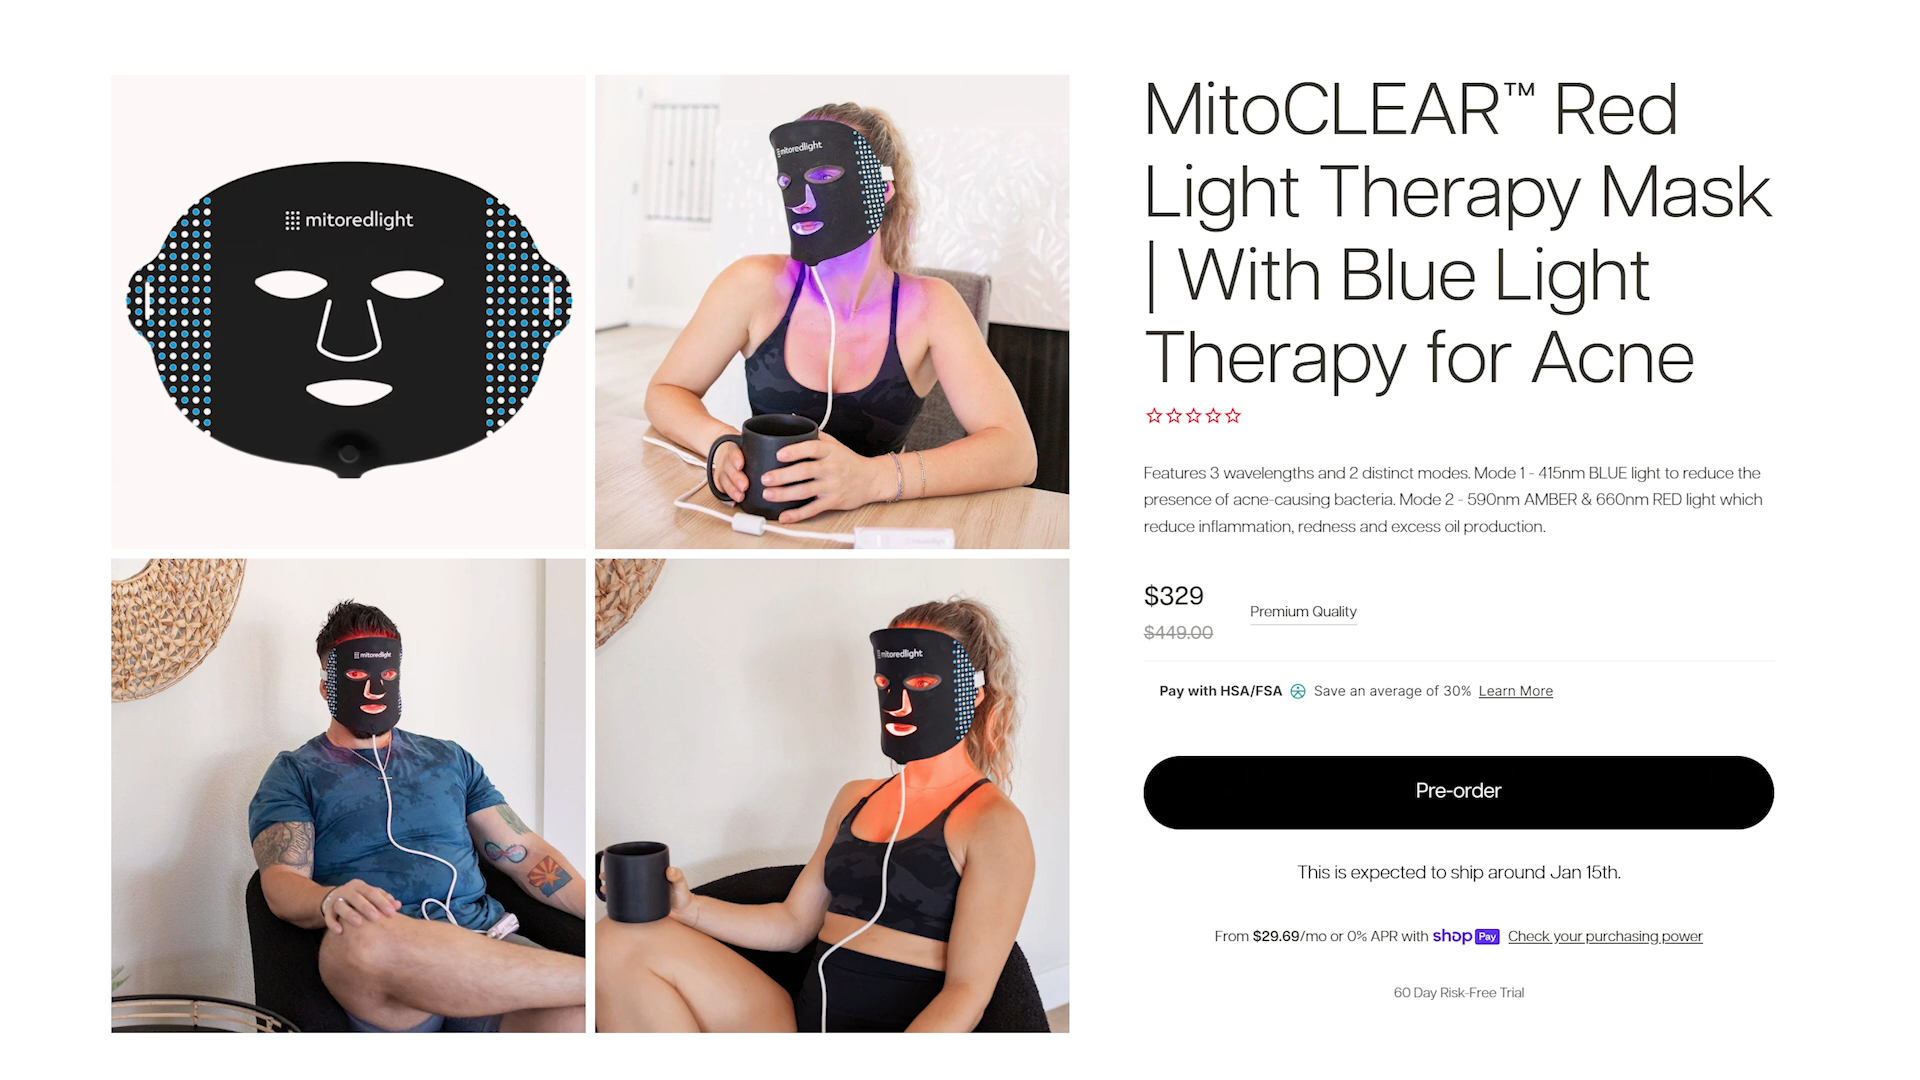 mitoredlight
mitoredlight
mitoredlight
mitoredlight
MitoCLEAR™ Red
Light Therapy Mask
| With Blue Light
Therapy for Acne
Features 3 wavelengths and 2 distinct modes. Mode 1 - 415nm BLUE light to reduce the
presence of acne-causing bacteria. Mode 2 - 590nm AMBER & 660nm RED light which
reduce inflammation, redness and excess oil production.
$329
$449.00
Premium Quality
Pay with HSA/FSA Save an average of 30% Learn More
Pre-order
This is expected to ship around Jan 15th.
From $29.69/mo or 0% APR with shop Pay Check your purchasing power
60 Day Risk-Free Trial